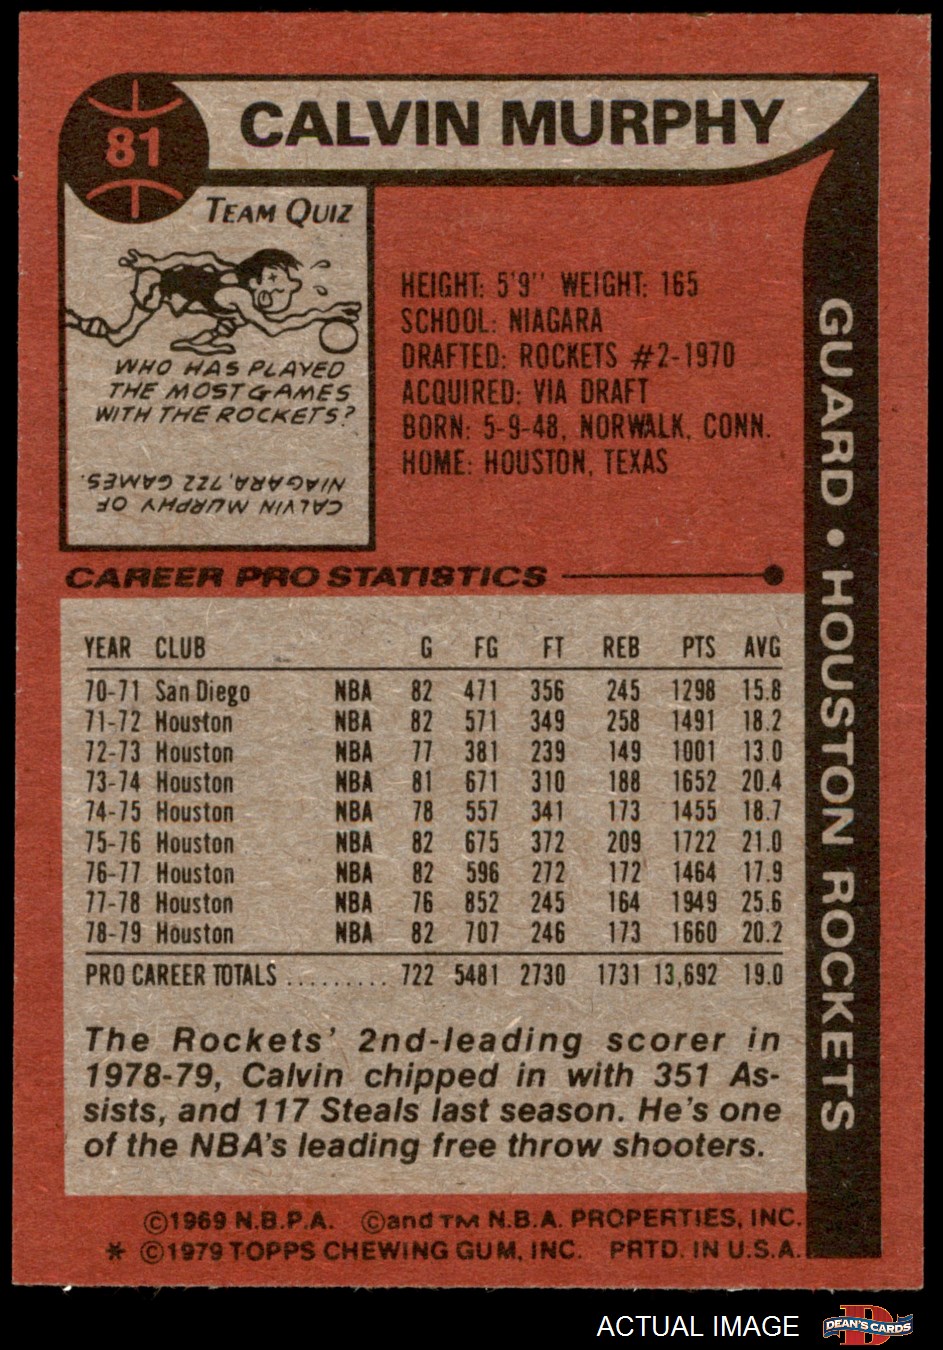 81
CALVIN MURPHY
TEAM QUIZ
WHO HAS PLAYED
THE MOST GAMES
WITH THE ROCKETS?
CALVIN MURPHY OF
NIAGARA, 722 GAMES.
HEIGHT: 5'9'' WEIGHT: 165
SCHOOL: NIAGARA
DRAFTED: ROCKETS #2-1970
ACQUIRED: VIA DRAFT
BORN: 5-9-48, NORWALK, CONN.
HOME: HOUSTON, TEXAS
GUARD • HOUSTON ROCKETS
CAREER PRO STATISTICS
YEAR CLUB G FG FT REB PTS AVG
70-71 San Diego NBA 82 471 356 245 1298 15.8
71-72 Houston NBA 82 571 349 258 1491 18.2
72-73 Houston NBA 77 381 239 149 1001 13.0
73-74 Houston NBA 81 671 310 188 1652 20.4
74-75 Houston NBA 78 557 341 173 1455 18.7
75-76 Houston NBA 82 675 372 209 1722 21.0
76-77 Houston NBA 82 596 272 172 1464 17.9
77-78 Houston NBA 76 852 245 164 1949 25.6
78-79 Houston NBA 82 707 246 173 1660 20.2
PRO CAREER TOTALS .......... 722 5481 2730 1731 13,692 19.0
The Rockets' 2nd-leading scorer in
1978-79, Calvin chipped in with 351 As-
sists, and 117 Steals last season. He's one
of the NBA's leading free throw shooters.
©1969 N.B.P.A. ©and TM N.B.A. PROPERTIES, INC.
* ©1979 TOPPS CHEWING GUM, INC. PRTD. IN U.S.A.
ACTUAL IMAGE
D
DEAN'S CARDS